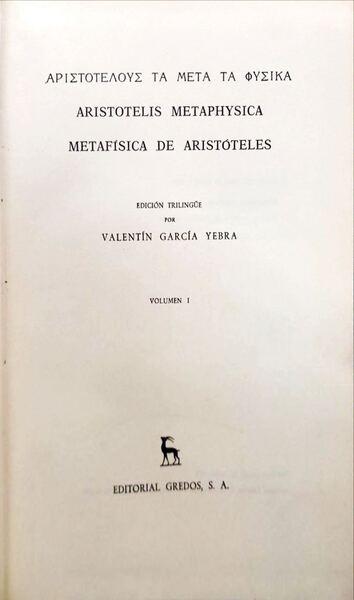 ΑΡΙΣΤΟΤΕΛΟΥΣ ΤΑ ΜΕΤΑ ΤΑ ΦΥΣΙΚΑ
ARISTOTELIS METAPHYSICA
METAFÍSICA DE ARISTÓTELES
EDICIÓN TRILINGÜE
POR
VALENTÍN GARCÍA YEBRA
VOLUMEN I
EDITORIAL GREDOS, S. A.